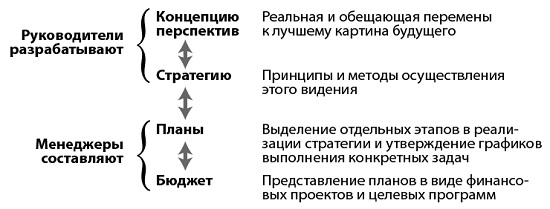 Руководители
разрабатывают
Концепцию
перспектив
Реальная и обещающая перемены
к лучшему картина будущего
Стратегию
Принципы и методы осуществления
этого видения
Менеджеры
составляют
Планы
Выделение отдельных этапов в реали-
зации стратегии и утверждение графиков
выполнения конкретных задач
Бюджет
Представление планов в виде финансо-
вых проектов и целевых программ